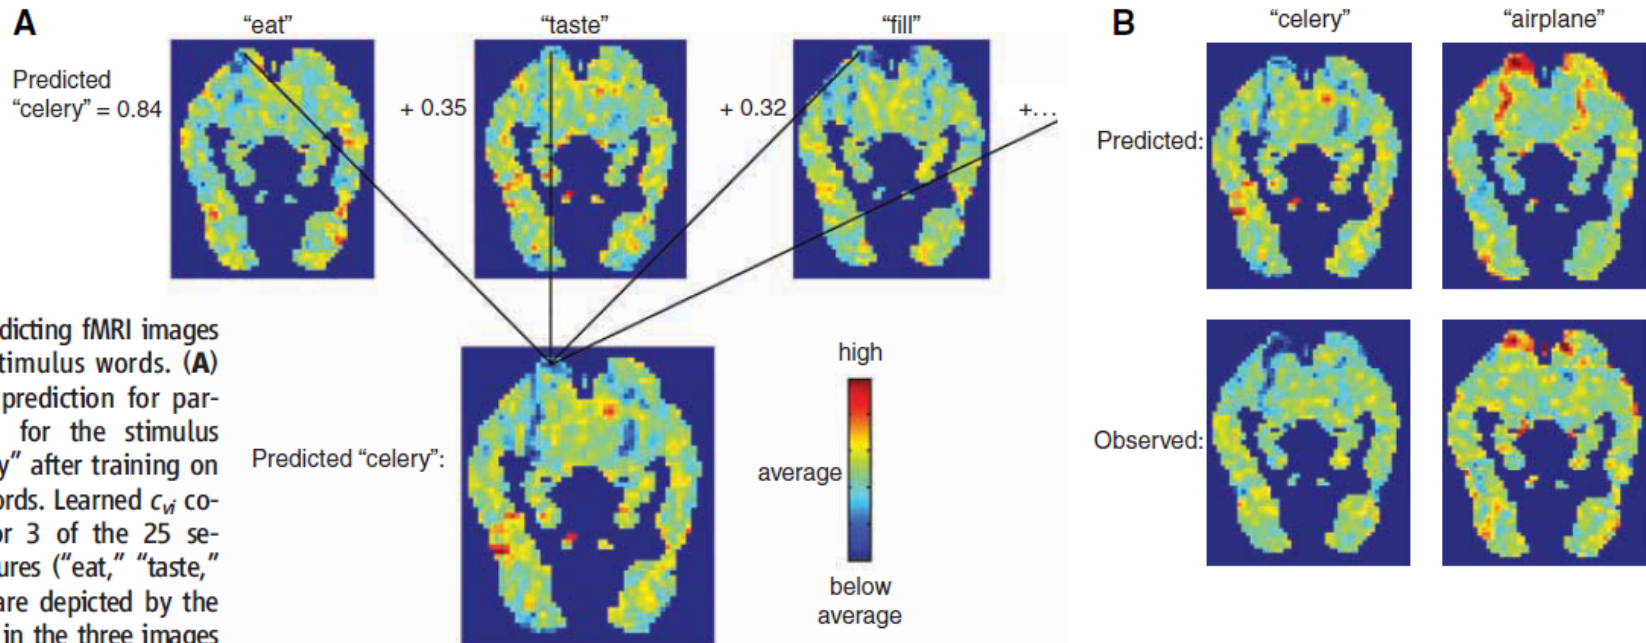 A
"eat"
"taste"
"fill"
Predicted
"celery" = 0.84
+ 0.35
+ 0.32
+...
dicting fMRI images
timulus words. (A)
prediction for par-
for the stimulus
y" after training on
ords. Learned cvi co-
or 3 of the 25 se-
ures ("eat," "taste,"
are depicted by the
in the three images
Predicted "celery":
high
average
below
average
B
"celery"
"airplane"
Predicted:
Observed: